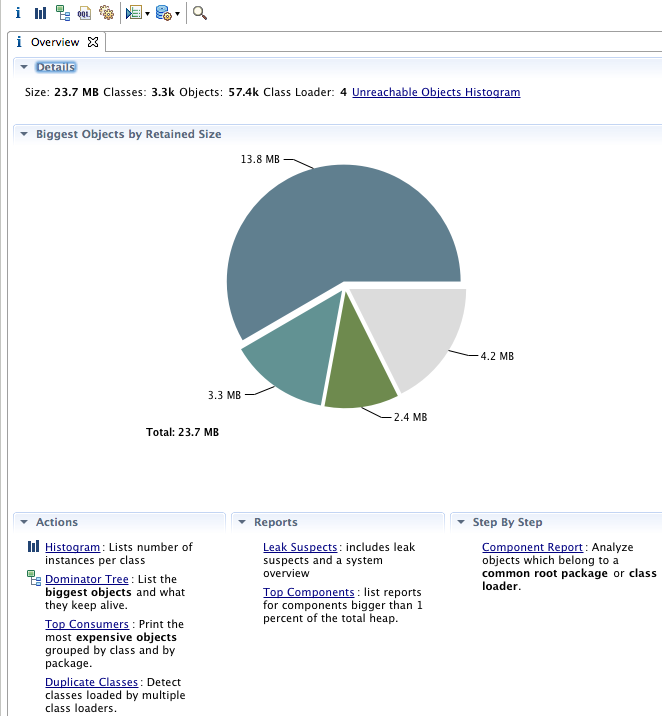 i OQL
i Overview
Details
Size: 23.7 MB Classes: 3.3k Objects: 57.4k Class Loader: 4 Unreachable Objects Histogram
Biggest Objects by Retained Size
13.8 MB
4.2 MB
3.3 MB
2.4 MB
Total: 23.7 MB
Actions
Histogram: Lists number of
instances per class
Dominator Tree: List the
biggest objects and what
they keep alive.
Top Consumers: Print the
most expensive objects
grouped by class and by
package.
Duplicate Classes: Detect
classes loaded by multiple
class loaders.
Reports
Leak Suspects: includes leak
suspects and a system
overview
Top Components: list reports
for components bigger than 1
percent of the total heap.
Step By Step
Component Report: Analyze
objects which belong to a
common root package or class
loader.